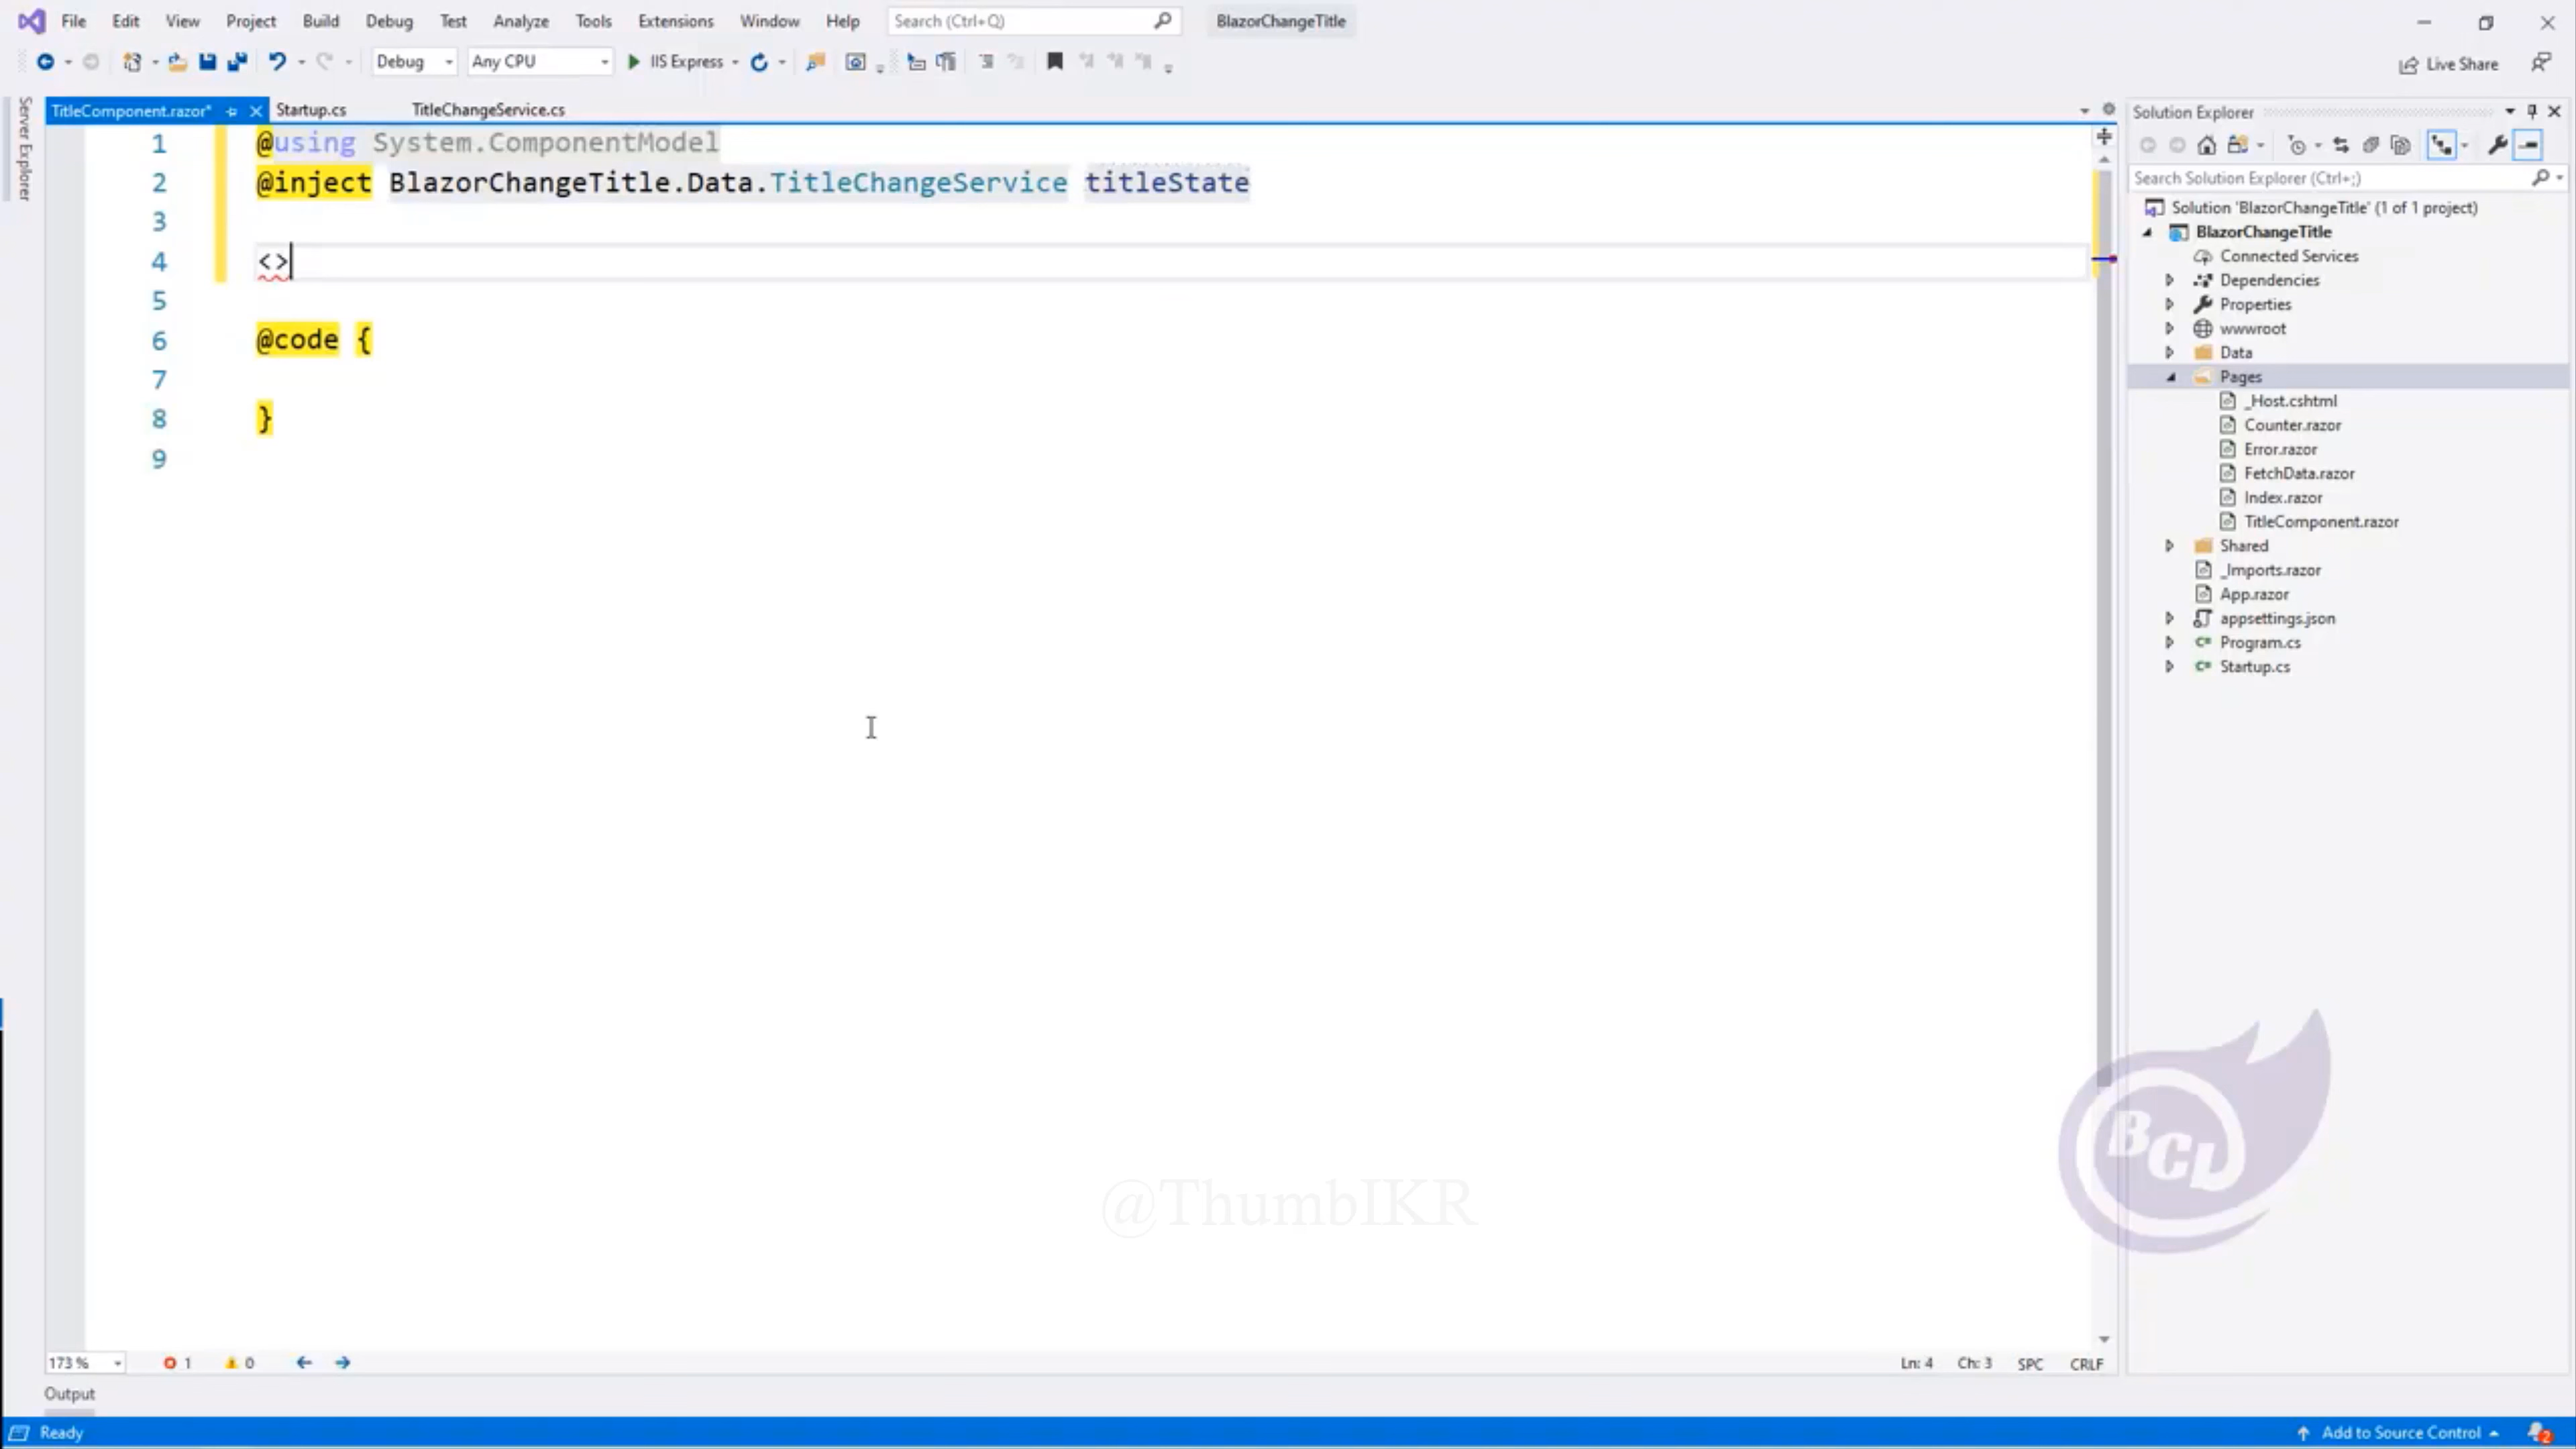 File Edit View Project Build Debug Test Analyze Tools Extensions Window Help Search (Ctrl+Q) BlazorChangeTitle
Debug Any CPU IIS Express Live Share
Server Explorer
TitleComponent.razor* Startup.cs TitleChangeService.cs
1 @using System.ComponentModel
2 @inject BlazorChangeTitle.Data.TitleChangeService titleState
3
4 <>
5
6 @code {
7
8 }
9
Solution Explorer
Search Solution Explorer (Ctrl+;)
Solution 'BlazorChangeTitle' (1 of 1 project)
BlazorChangeTitle
Connected Services
Dependencies
Properties
wwwroot
Data
Pages
_Host.cshtml
Counter.razor
Error.razor
FetchData.razor
Index.razor
TitleComponent.razor
Shared
_Imports.razor
App.razor
appsettings.json
Program.cs
Startup.cs
BCL
@ThumbIKR
173 % 1 0 Ln: 4 Ch: 3 SPC CRLF
Output
Ready Add to Source Control 2